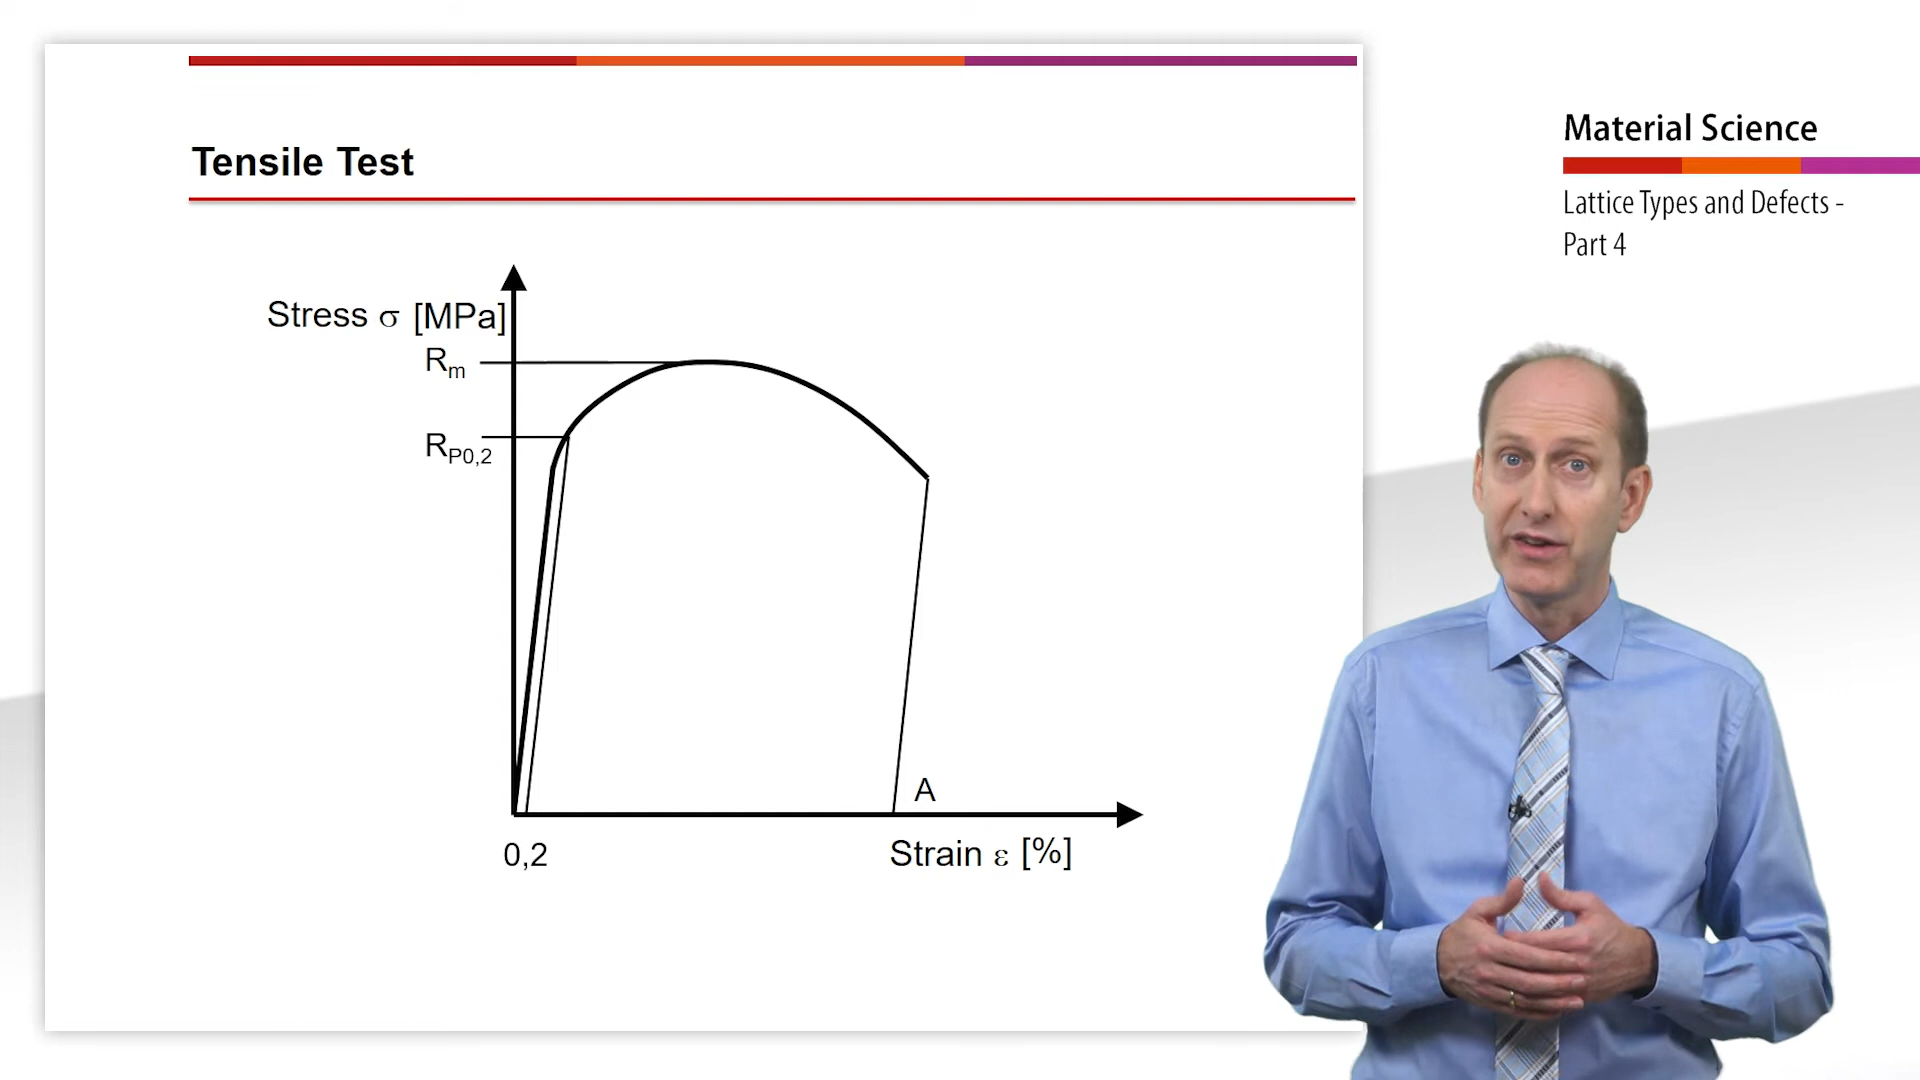 Tensile Test
Stress σ [MPa]
Rm
RP0,2
A
0,2
Strain ε [%]
Material Science
Lattice Types and Defects -
Part 4